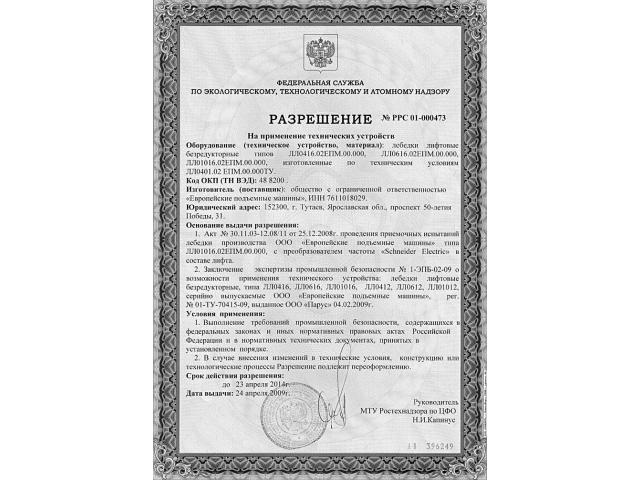 ФЕДЕРАЛЬНАЯ СЛУЖБА
ПО ЭКОЛОГИЧЕСКОМУ, ТЕХНОЛОГИЧЕСКОМУ И АТОМНОМУ НАДЗОРУ
РАЗРЕШЕНИЕ № РРС 01-000473
На применение технических устройств
Оборудование (техническое устройство, материал): лебедки лифтовые
безредукторные типов ЛЛ0416.02ЕПМ.00.000, ЛЛ0616.02ЕПМ.00.000,
ЛЛ01016.02ЕПМ.00.000, изготовленные по техническим условиям
ЛЛ0401.02 ЕПМ.00.000ТУ.
Код ОКП (ТН ВЭД): 48 8200 .
Изготовитель (поставщик): общество с ограниченной ответственностью
«Европейские подъемные машины», ИНН 7611018029.
Юридический адрес: 152300, г. Тутаев, Ярославская обл., проспект 50-летия
Победы, 31.
Основание выдачи разрешения:
1. Акт № 30.11.03-12.08/11 от 25.12.2008г. проведения приемочных испытаний
лебедки производства ООО «Европейские подъемные машины» типа
ЛЛ01016.02ЕПМ.00.000, с преобразователем частоты «Schneider Electric» в
составе лифта.
2. Заключение экспертизы промышленной безопасности № 1-ЭПБ-02-09 о
возможности применения технического устройства: лебедки лифтовые
безредукторные, типа ЛЛ0416, ЛЛ0616, ЛЛ01016, ЛЛ0412, ЛЛ0612, ЛЛ01012,
серийно выпускаемые ООО «Европейские подъемные машины», рег.
№ 01-ТУ-70415-09, выданное ООО «Парус» 04.02.2009г.
Условия применения:
1. Выполнение требований промышленной безопасности, содержащихся в
федеральных законах и иных нормативных правовых актах Российской
Федерации и в нормативных технических документах, принятых в
установленном порядке.
2. В случае внесения изменений в технические условия, конструкцию или
технологические процессы Разрешение подлежит переоформлению.
Срок действия разрешения:
до 23 апреля 2014г.
Дата выдачи: 24 апреля 2009г.
Руководитель
МТУ Ростехнадзора по ЦФО
Н.И.Капинус
396249